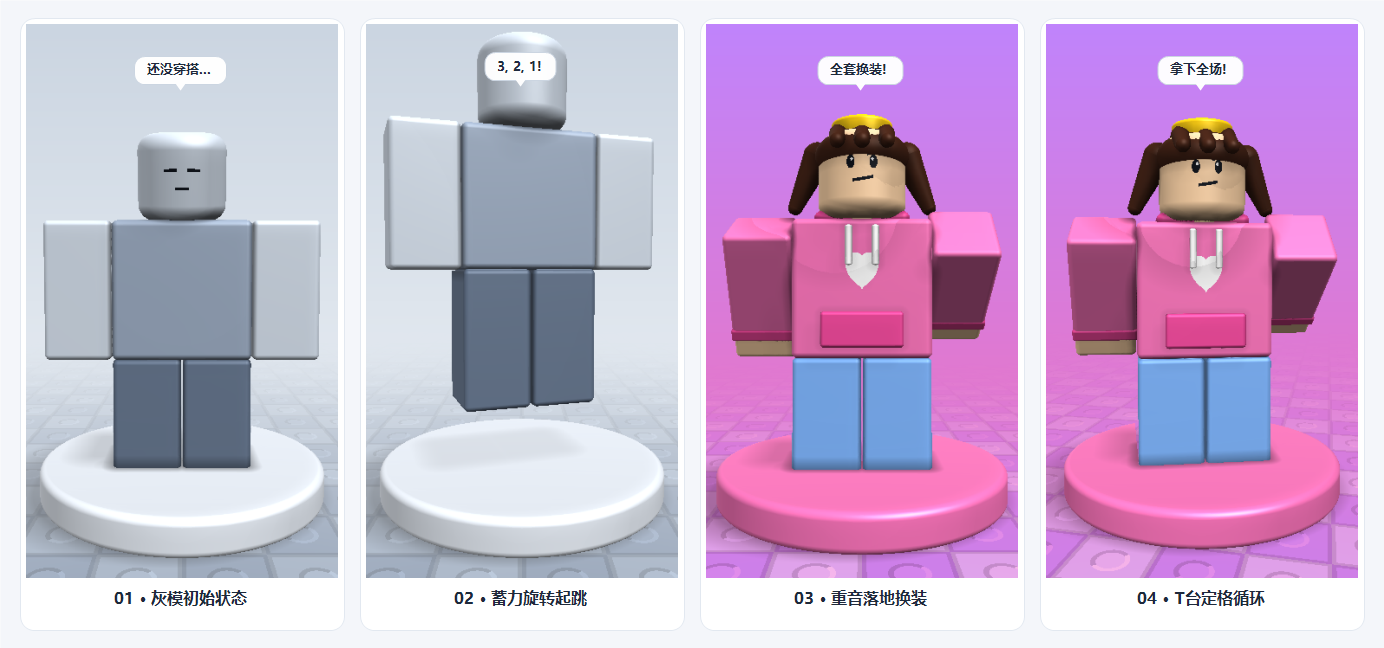 还没穿搭...
3, 2, 1!
全套换装!
拿下全场!
01 • 灰模初始状态
02 • 蓄力旋转起跳
03 • 重音落地换装
04 • T台定格循环